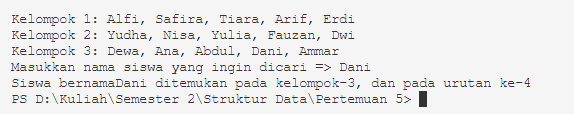 Kelompok 1: Alfi, Safira, Tiara, Arif, Erdi
Kelompok 2: Yudha, Nisa, Yulia, Fauzan, Dwi
Kelompok 3: Dewa, Ana, Abdul, Dani, Ammar
Masukkan nama siswa yang ingin dicari => Dani
Siswa bernamaDani ditemukan pada kelompok-3, dan pada urutan ke-4
PS D:\Kuliah\Semester 2\Struktur Data\Pertemuan 5>